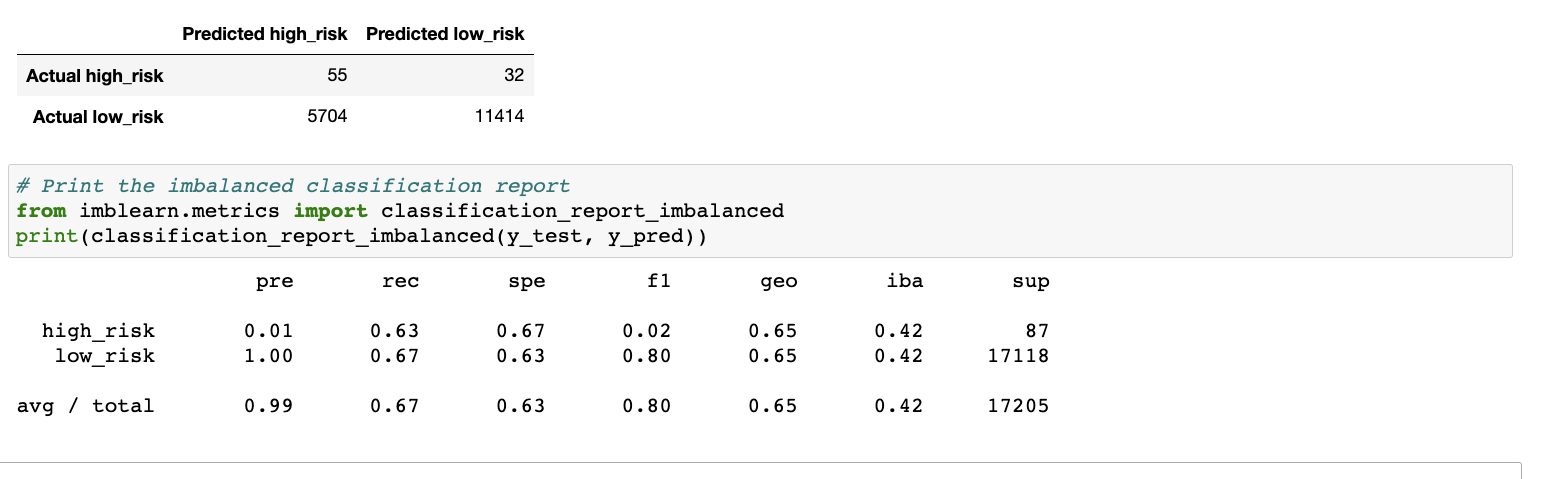 Predicted high_risk Predicted low_risk
Actual high_risk 55 32
Actual low_risk 5704 11414
# Print the imbalanced classification report
from imblearn.metrics import classification_report_imbalanced
print(classification_report_imbalanced(y_test, y_pred))
pre rec spe f1 geo iba sup
high_risk 0.01 0.63 0.67 0.02 0.65 0.42 87
low_risk 1.00 0.67 0.63 0.80 0.65 0.42 17118
avg / total 0.99 0.67 0.63 0.80 0.65 0.42 17205